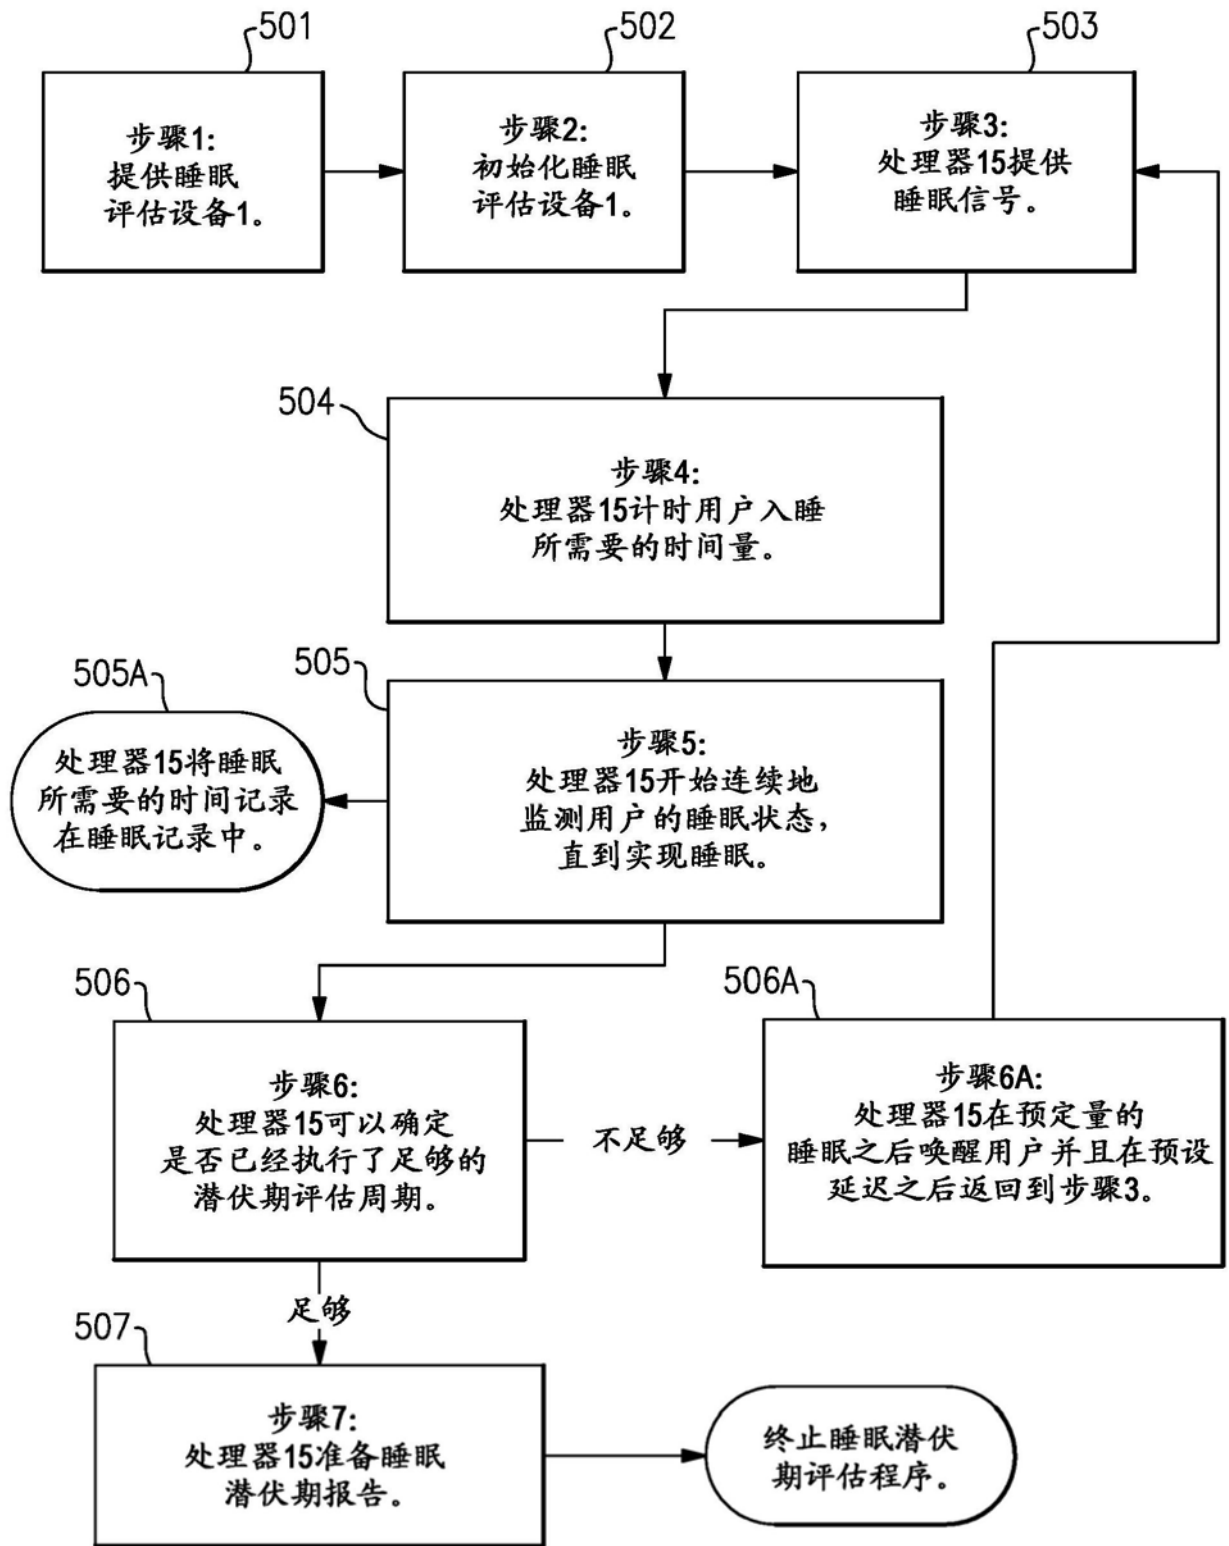 501
步骤1:
提供睡眠
评估设备1。
502
步骤2:
初始化睡眠
评估设备1。
503
步骤3:
处理器15提供
睡眠信号。
504
步骤4:
处理器15计时用户入睡
所需要的时间量。
505
步骤5:
处理器15开始连续地
监测用户的睡眠状态，
直到实现睡眠。
505A
处理器15将睡眠
所需要的时间记录
在睡眠记录中。
506
步骤6:
处理器15可以确定
是否已经执行了足够的
潜伏期评估周期。
不足够
506A
步骤6A:
处理器15在预定量的
睡眠之后唤醒用户并且在预设
延迟之后返回到步骤3。
足够
507
步骤7:
处理器15准备睡眠
潜伏期报告。
终止睡眠潜伏
期评估程序。